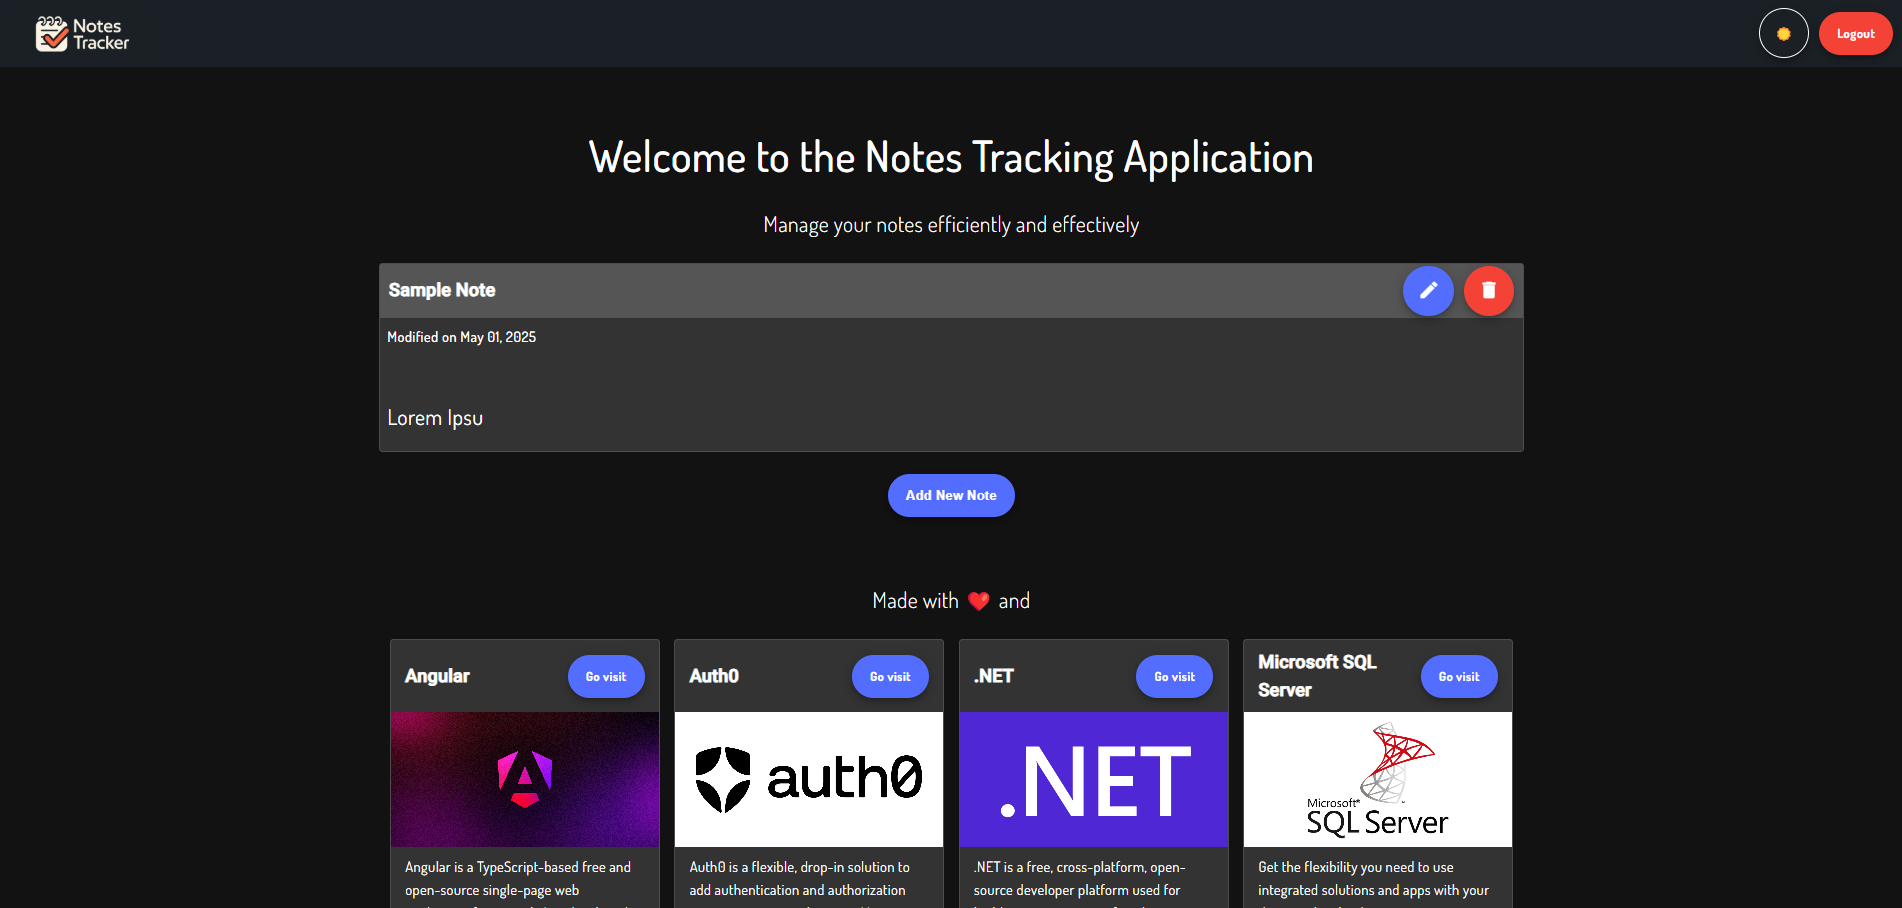 Notes
Tracker
Logout
Welcome to the Notes Tracking Application
Manage your notes efficiently and effectively
Sample Note
Modified on May 01, 2025
Lorem Ipsu
Add New Note
Made with ❤️ and
Angular
Go visit
Auth0
Go visit
.NET
Go visit
Microsoft SQL
Server
Go visit
auth0
.NET
Microsoft®
SQL Server
Angular is a TypeScript-based free and
open-source single-page web
Auth0 is a flexible, drop-in solution to
add authentication and authorization
.NET is a free, cross-platform, open-
source developer platform used for
Get the flexibility you need to use
integrated solutions and apps with your